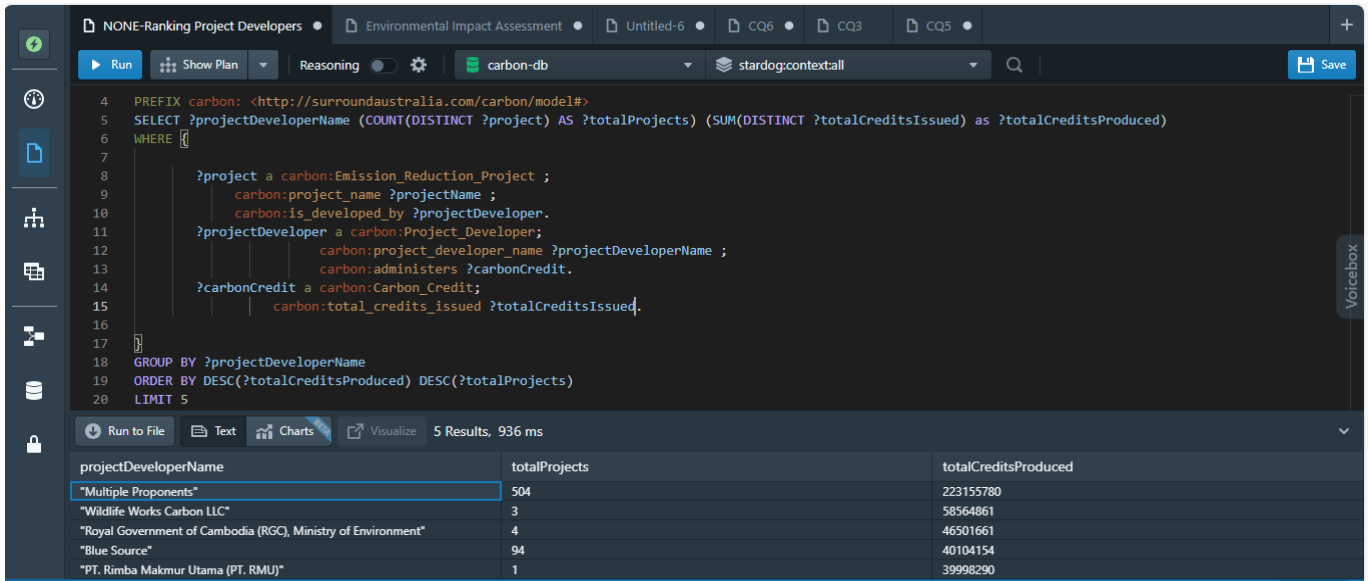 NONE-Ranking Project Developers
Environmental Impact Assessment
Untitled-6
CQ6
CQ3
CQ5
Run
Show Plan
Reasoning
carbon-db
stardog:context:all
Save
4 PREFIX carbon: <http://surroundaustralia.com/carbon/model#>
5 SELECT ?projectDeveloperName (COUNT(DISTINCT ?project) AS ?totalProjects) (SUM(DISTINCT ?totalCreditsIssued) as ?totalCreditsProduced)
6 WHERE {
7
8 ?project a carbon:Emission_Reduction_Project ;
9 carbon:project_name ?projectName ;
10 carbon:is_developed_by ?projectDeveloper.
11 ?projectDeveloper a carbon:Project_Developer;
12 carbon:project_developer_name ?projectDeveloperName ;
13 carbon:administers ?carbonCredit.
14 ?carbonCredit a carbon:Carbon_Credit;
15 carbon:total_credits_issued ?totalCreditsIssued.
16
17 }
18 GROUP BY ?projectDeveloperName
19 ORDER BY DESC(?totalCreditsProduced) DESC(?totalProjects)
20 LIMIT 5
Voicebox
Run to File
Text
Charts
BETA
Visualize
5 Results, 936 ms
projectDeveloperName totalProjects totalCreditsProduced
"Multiple Proponents" 504 223155780
"Wildlife Works Carbon LLC" 3 58564861
"Royal Government of Cambodia (RGC), Ministry of Environment" 4 46501661
"Blue Source" 94 40104154
"PT. Rimba Makmur Utama (PT. RMU)" 1 39998290